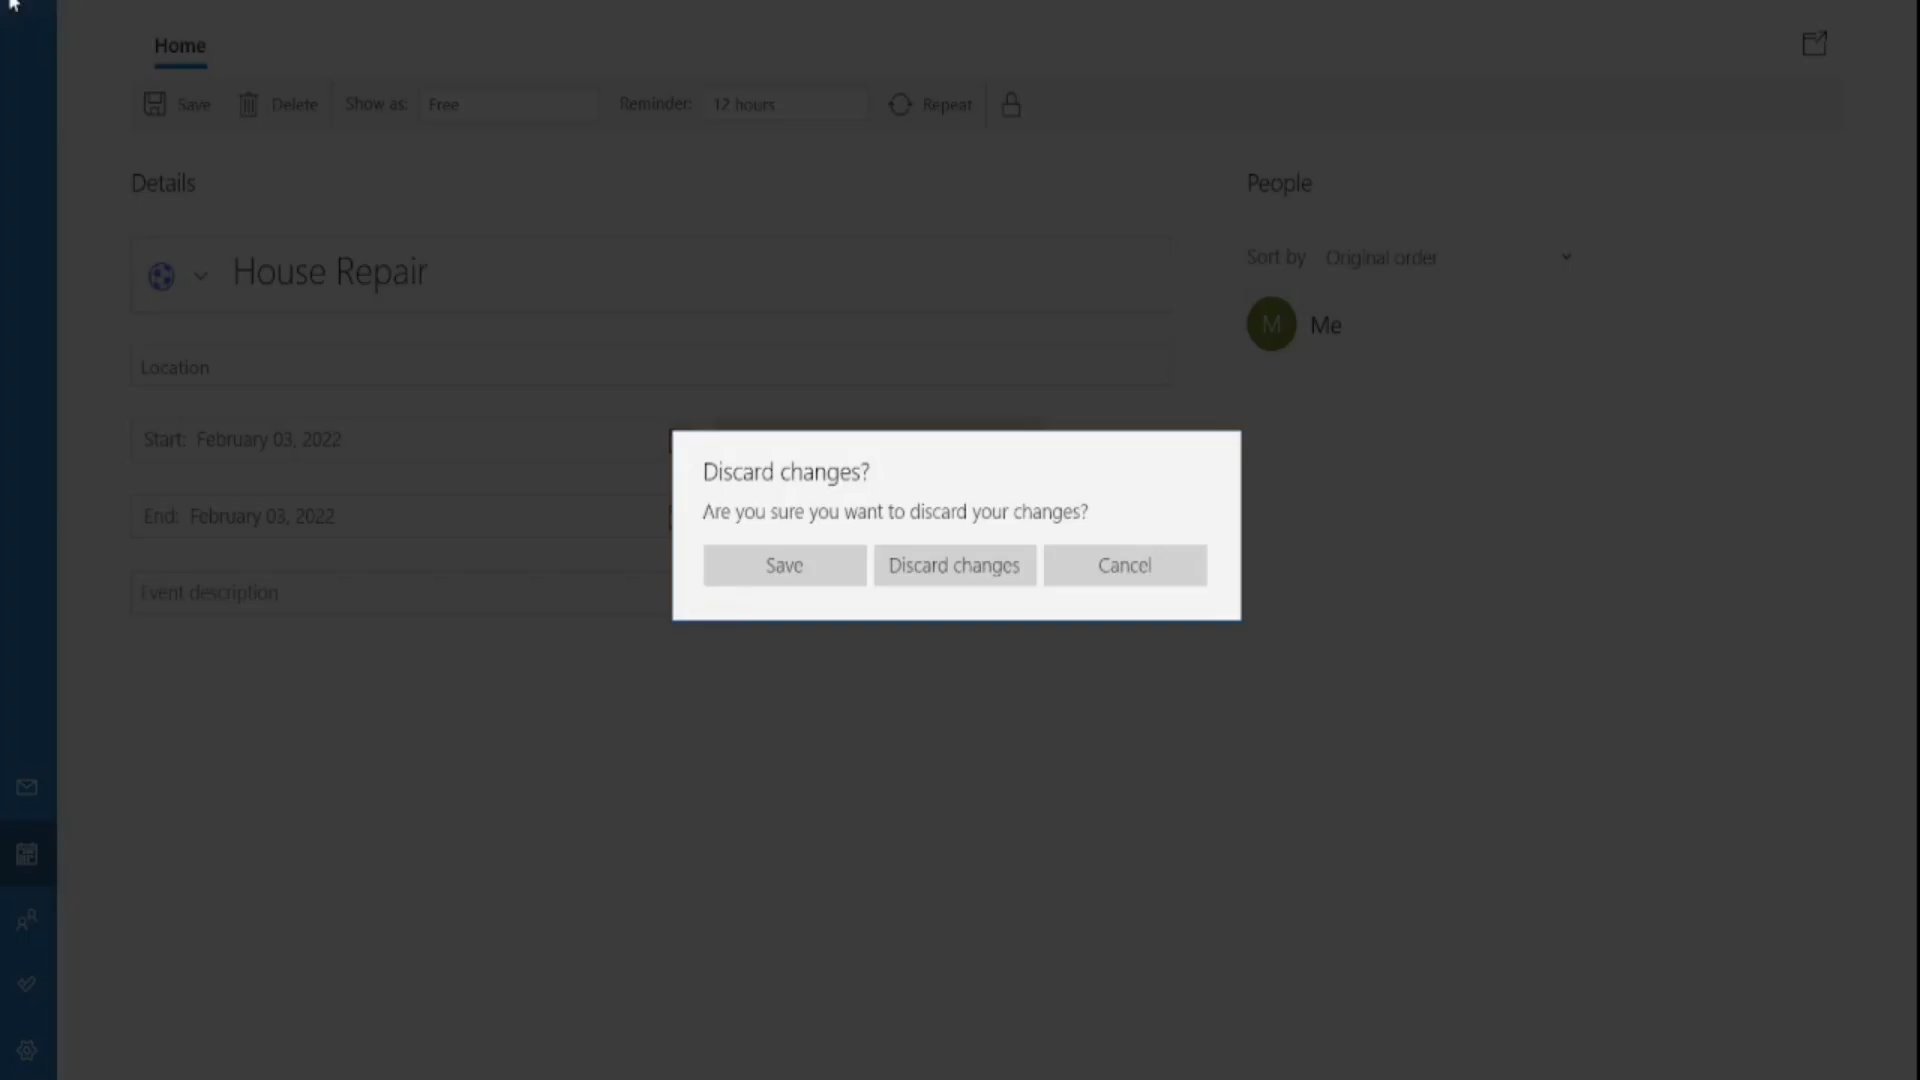 Home
Save Delete Show as: Free Reminder: 12 hours Repeat
Details
People
House Repair
Sort by Original order
M Me
Location
Start: February 03, 2022
End: February 03, 2022
Event description
Discard changes?
Are you sure you want to discard your changes?
Save Discard changes Cancel